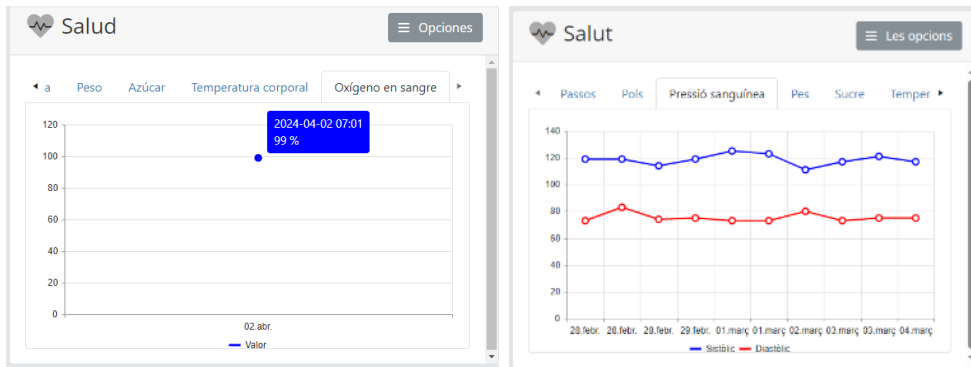 Salud
Opciones
a Peso Azúcar Temperatura corporal Oxígeno en sangre
2024-04-02 07:01
99 %
120
100
80
60
40
20
0
02.abr.
Valor
Salut
Les opcions
Passos Pols Pressió sanguínea Pes Sucre Temper
140
120
100
80
60
40
20
0
28.febr. 28.febr. 28.febr. 29.febr. 01.març 01.març 02.març 03.març 03.març 04.març
Sistòlic Diastòlic